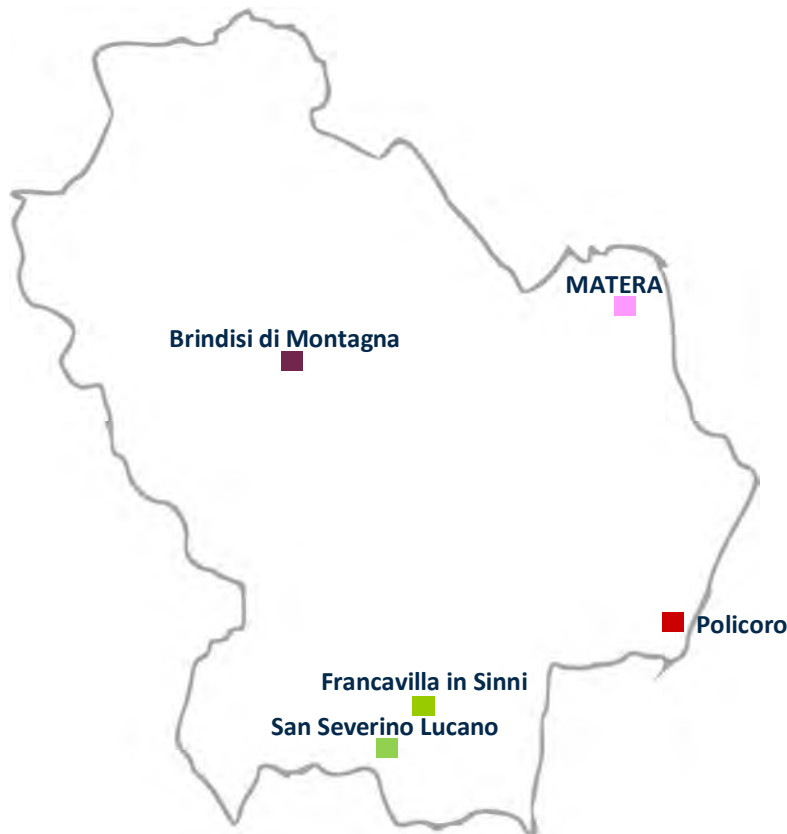 MATERA
Brindisi di Montagna
Policoro
Francavilla in Sinni
San Severino Lucano